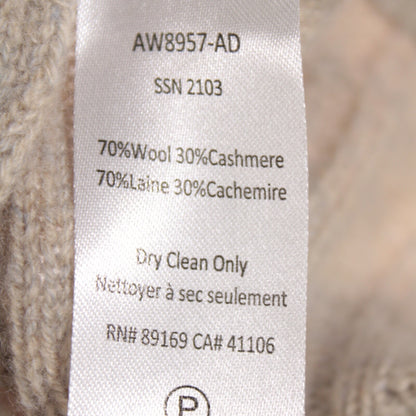 AW8957-AD
SSN 2103
70%Wool 30%Cashmere
70%Laine 30%Cachemire
Dry Clean Only
Nettoyer à sec seulement
RN# 89169 CA# 41106
P